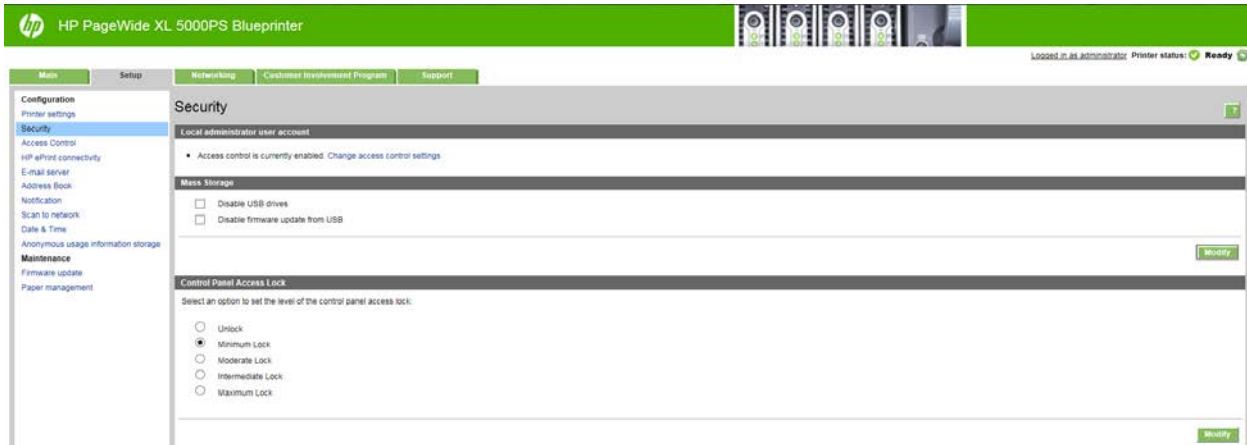 hp HP PageWide XL 5000PS Blueprinter
Logged in as administrator Printer status: Ready
Main Setup Networking Customer Involvement Program Support
Configuration
Printer settings
Security
Access Control
HP ePrint connectivity
E-mail server
Address Book
Notification
Scan to network
Date & Time
Anonymous usage information storage
Maintenance
Firmware update
Paper management
Security
?
Local administrator user account
• Access control is currently enabled. Change access control settings
Mass Storage
Disable USB drives
Disable firmware update from USB
Modify
Control Panel Access Lock
Select an option to set the level of the control panel access lock:
Unlock
Minimum Lock
Moderate Lock
Intermediate Lock
Maximum Lock
Modify